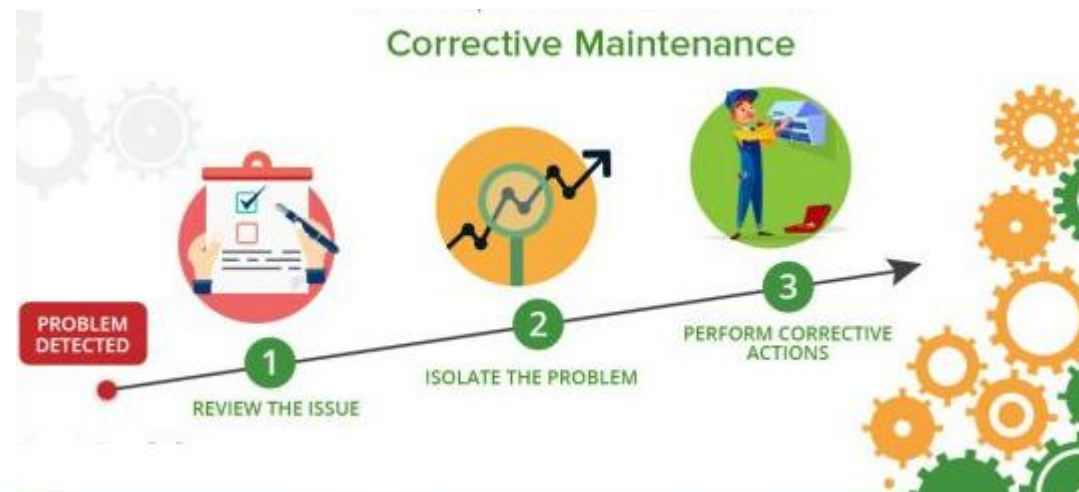 Corrective Maintenance
PROBLEM
DETECTED
1
REVIEW THE ISSUE
2
ISOLATE THE PROBLEM
3
PERFORM CORRECTIVE
ACTIONS